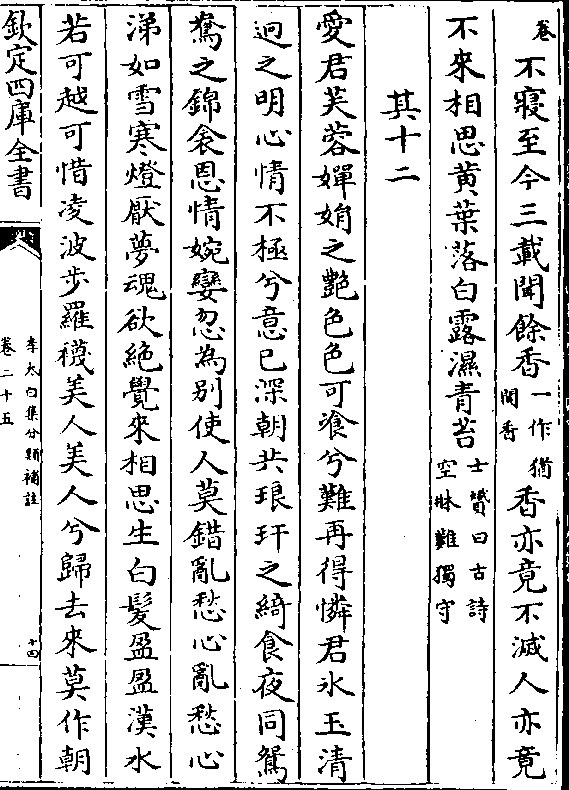 卷不寢至今三載聞餘香一作猶聞香香亦竟不滅人亦竟
不來相思黄葉落白露濕青苔士贇曰古詩空牀難獨守
其十二
愛君芙蓉嬋娟之艷色色可飡兮難再得憐君氷玉清
迥之明心情不極兮意已深朝共琅玕之綺食夜同鴛
鴦之錦衾恩情婉孌忽為別使人莫錯亂愁心亂愁心
涕如雪寒燈厭夢魂欲絶覺來相思生白髮盈盈漢水
若可越可惜凌波步羅襪美人美人兮歸去來莫作朝
欽定四庫全書
李太白集分類補註
卷二十五
十四